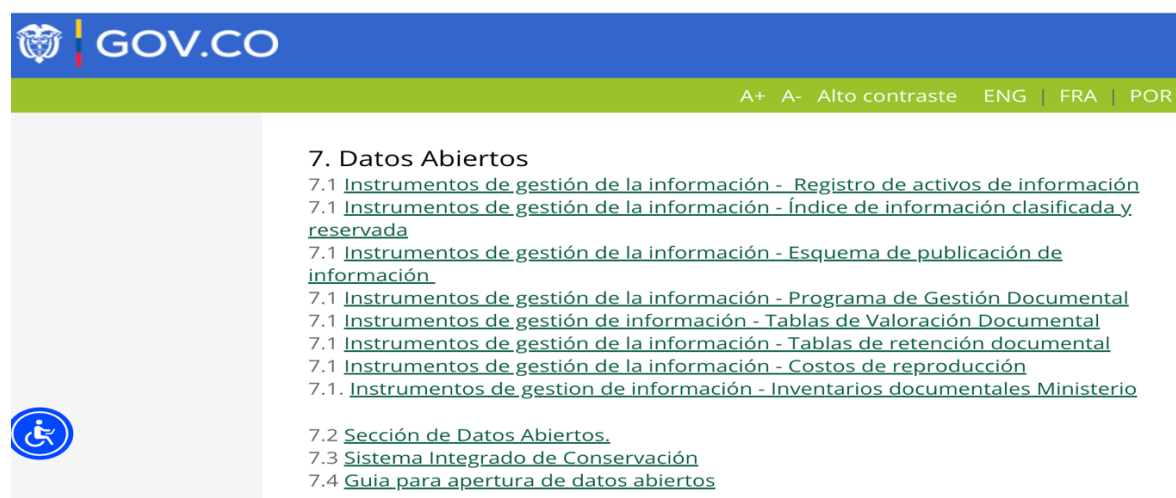 GOV.CO
A+ A- Alto contraste ENG | FRA | POR
7. Datos Abiertos
7.1 Instrumentos de gestión de la información - Registro de activos de información
7.1 Instrumentos de gestión de la información - Índice de información clasificada y
reservada
7.1 Instrumentos de gestión de la información - Esquema de publicación de
información
7.1 Instrumentos de gestión de la información - Programa de Gestión Documental
7.1 Instrumentos de gestión de información - Tablas de Valoración Documental
7.1 Instrumentos de gestión de la información - Tablas de retención documental
7.1 Instrumentos de gestión de la información - Costos de reproducción
7.1. Instrumentos de gestion de información - Inventarios documentales Ministerio
7.2 Sección de Datos Abiertos.
7.3 Sistema Integrado de Conservación
7.4 Guia para apertura de datos abiertos